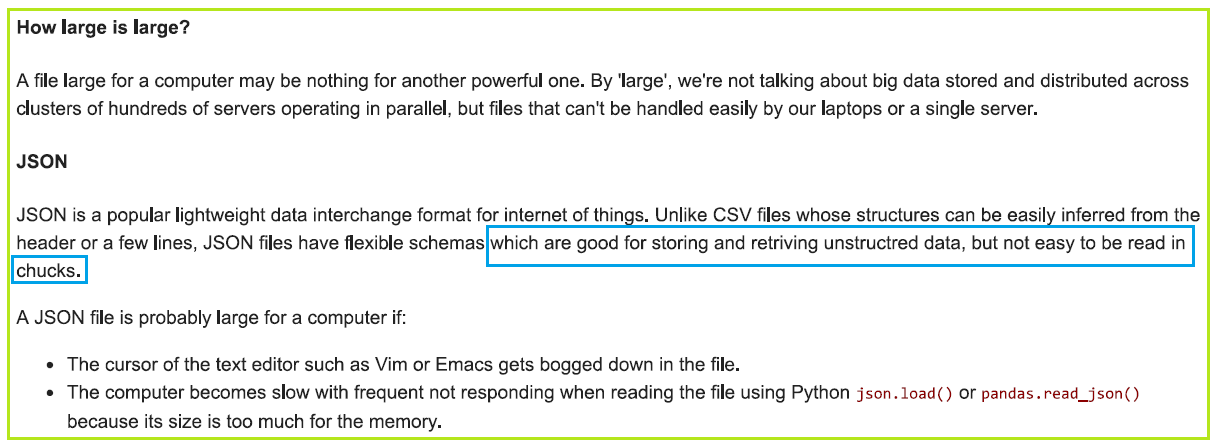 How large is large?
A file large for a computer may be nothing for another powerful one. By 'large', we're not talking about big data stored and distributed across
clusters of hundreds of servers operating in parallel, but files that can't be handled easily by our laptops or a single server.
JSON
JSON is a popular lightweight data interchange format for internet of things. Unlike CSV files whose structures can be easily inferred from the
header or a few lines, JSON files have flexible schemas which are good for storing and retriving unstructred data, but not easy to be read in
chucks.
A JSON file is probably large for a computer if:
• The cursor of the text editor such as Vim or Emacs gets bogged down in the file.
• The computer becomes slow with frequent not responding when reading the file using Python json.load() or pandas.read_json()
because its size is too much for the memory.